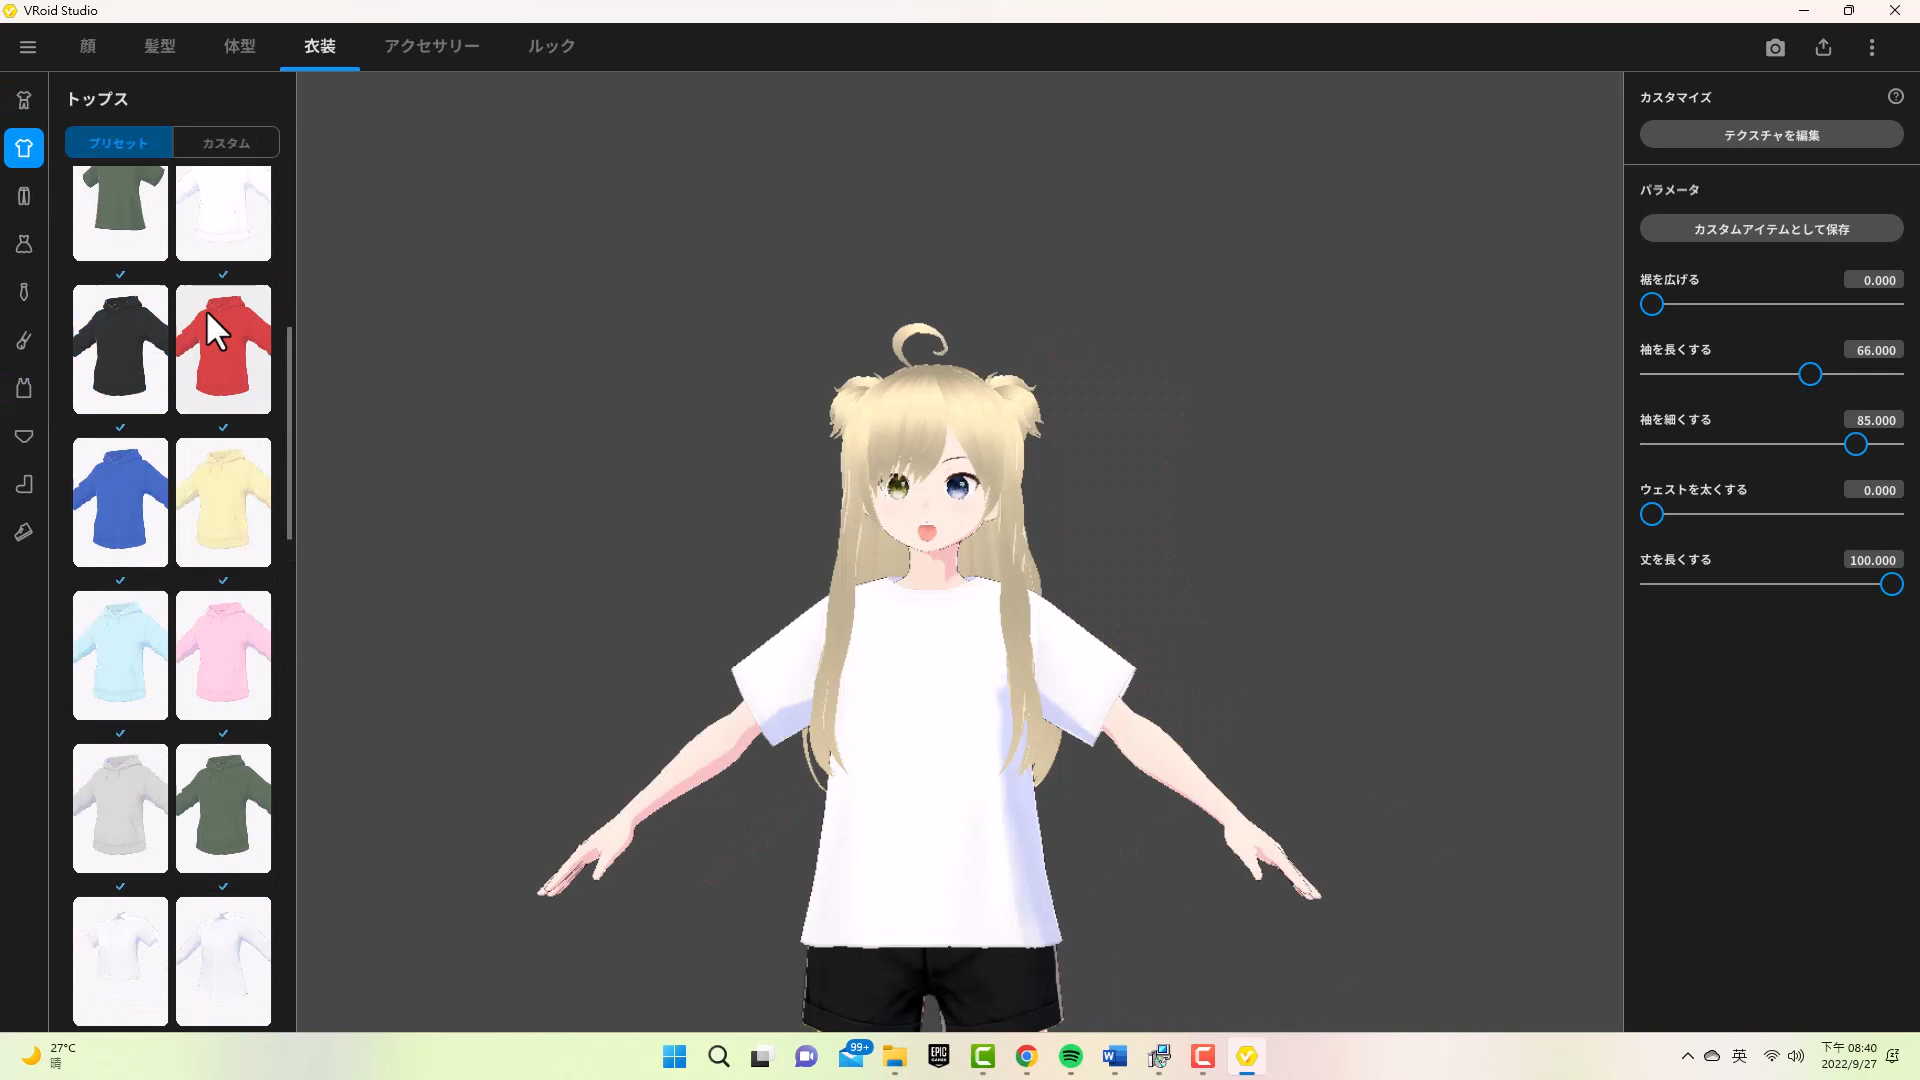 VRoid Studio
顔 髪型 体型 衣装 アクセサリー ルック
トップス
プリセット カスタム
カスタマイズ
テクスチャを編集
パラメータ
カスタムアイテムとして保存
裾を広げる 0.000
袖を長くする 66.000
袖を細くする 85.000
ウェストを太くする 0.000
丈を長くする 100.000
27°C
晴
99+
EPIC
GAMES
英
下午 08:40
2022/9/27